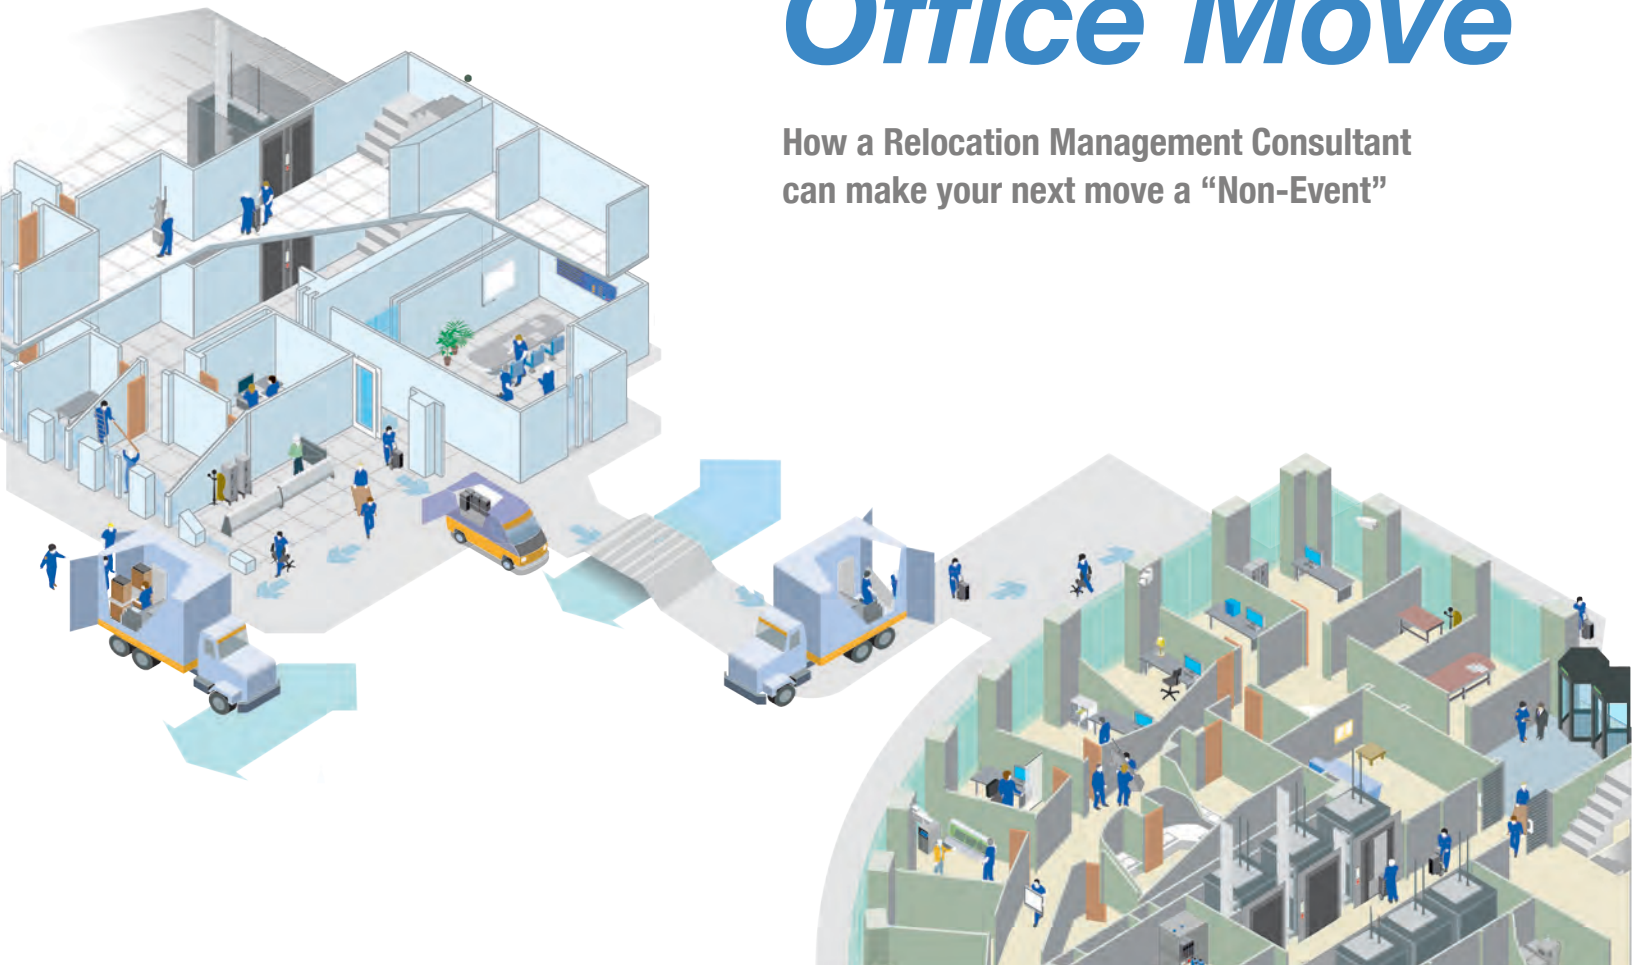 Office Move
How a Relocation Management Consultant
can make your next move a “Non-Event”